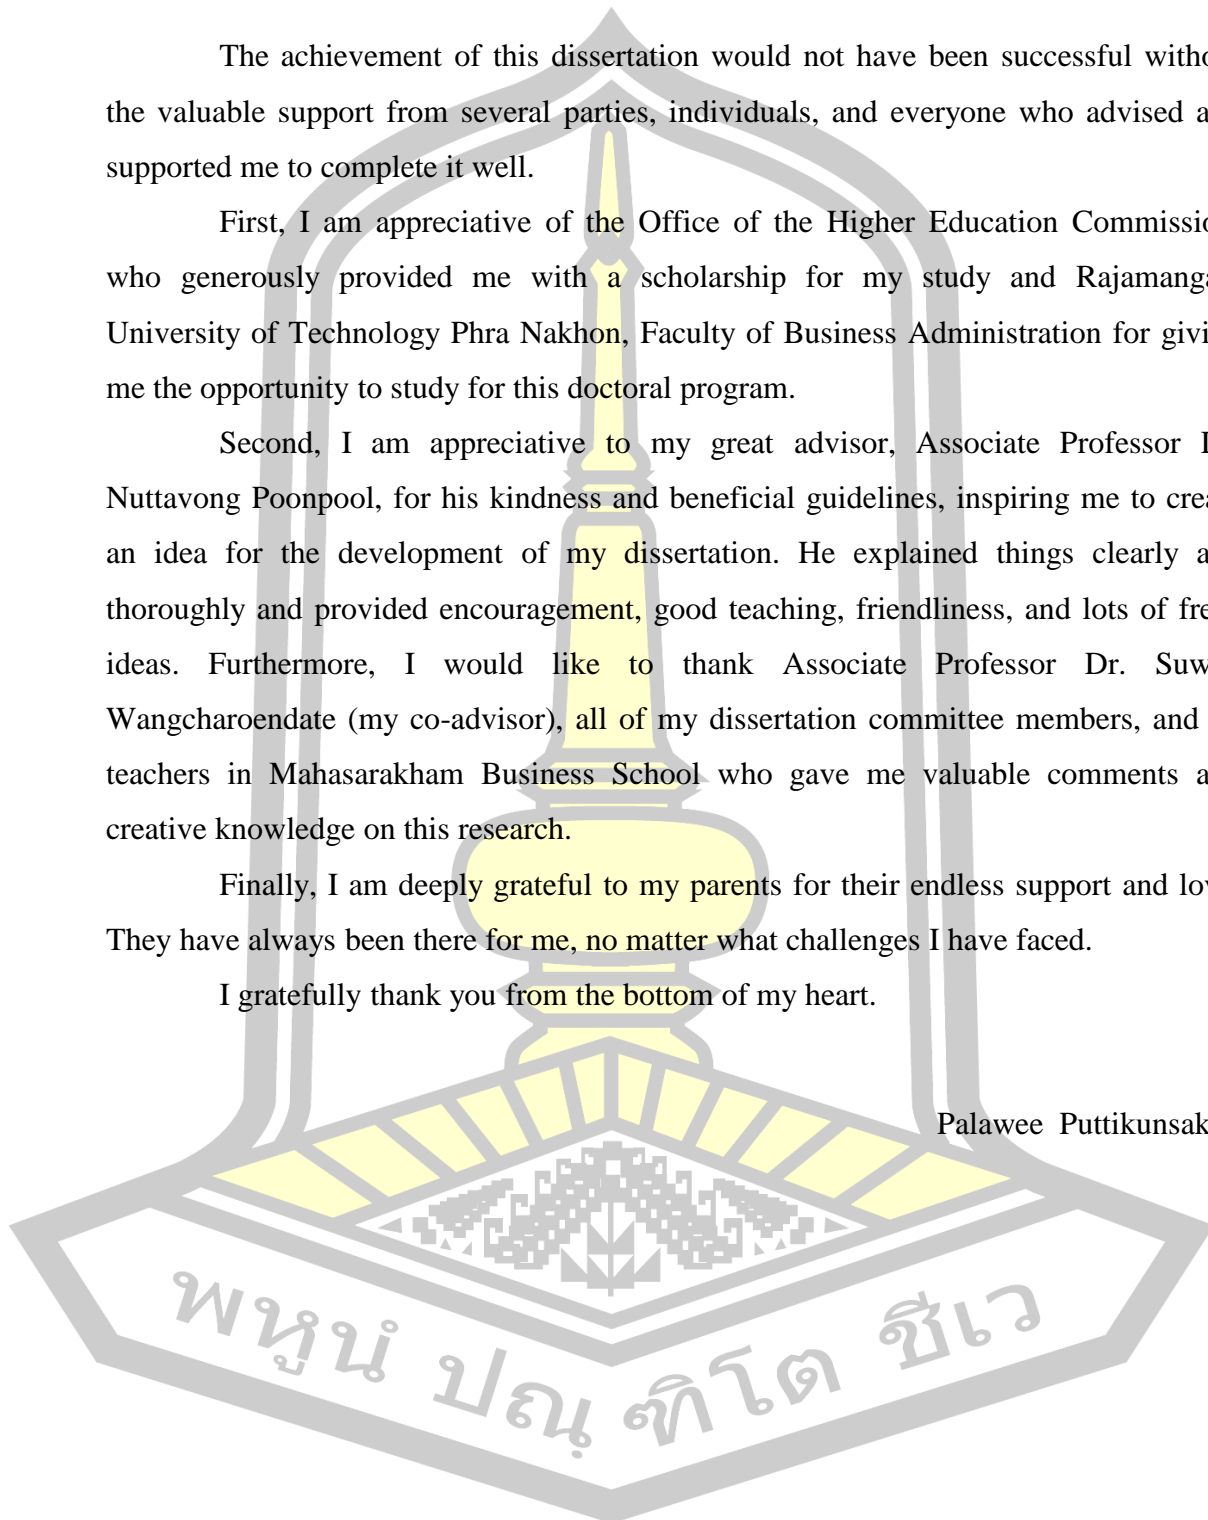 The achievement of this dissertation would not have been successful witho
the valuable support from several parties, individuals, and everyone who advised a
supported me to complete it well.
First, I am appreciative of the Office of the Higher Education Commissio
who generously provided me with a scholarship for my study and Rajamanga
University of Technology Phra Nakhon, Faculty of Business Administration for givi
me the opportunity to study for this doctoral program.
Second, I am appreciative to my great advisor, Associate Professor D
Nuttavong Poonpool, for his kindness and beneficial guidelines, inspiring me to crea
an idea for the development of my dissertation. He explained things clearly a
thoroughly and provided encouragement, good teaching, friendliness, and lots of fre
ideas. Furthermore, I would like to thank Associate Professor Dr. Suw
Wangcharoendate (my co-advisor), all of my dissertation committee members, and
teachers in Mahasarakham Business School who gave me valuable comments a
creative knowledge on this research.
Finally, I am deeply grateful to my parents for their endless support and lov
They have always been there for me, no matter what challenges I have faced.
I gratefully thank you from the bottom of my heart.
Palawee Puttikunsak
พหูนํ ปณฺ ฑิโต ชีเว